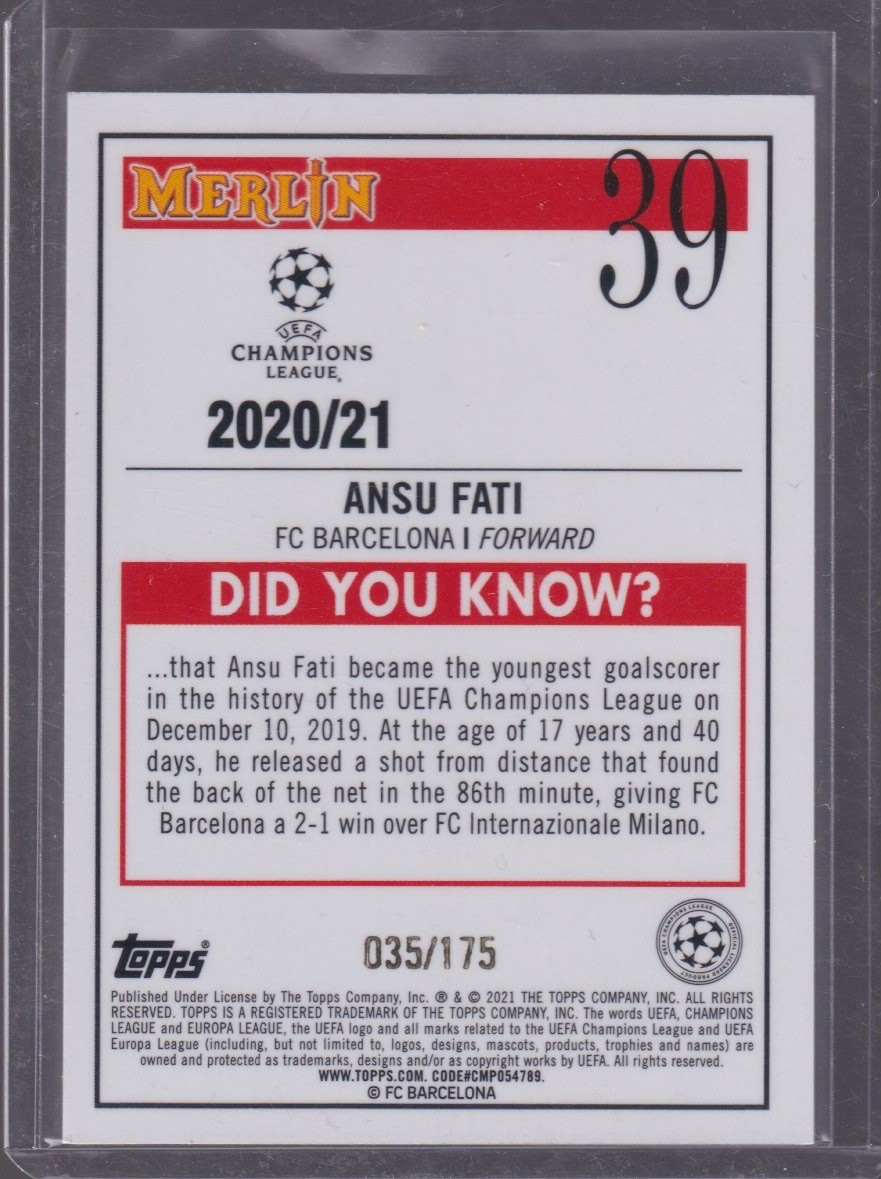 MERLIN
39
UEFA
CHAMPIONS
LEAGUE®
2020/21
ANSU FATI
FC BARCELONA | FORWARD
DID YOU KNOW?
...that Ansu Fati became the youngest goalscorer
in the history of the UEFA Champions League on
December 10, 2019. At the age of 17 years and 40
days, he released a shot from distance that found
the back of the net in the 86th minute, giving FC
Barcelona a 2-1 win over FC Internazionale Milano.
topps®
035/175
UEFA CHAMPIONS LEAGUE OFFICIAL LICENSED PRODUCT
Published Under License by The Topps Company, Inc. ® & © 2021 THE TOPPS COMPANY, INC. ALL RIGHTS
RESERVED. TOPPS IS A REGISTERED TRADEMARK OF THE TOPPS COMPANY, INC. The words UEFA, CHAMPIONS
LEAGUE and EUROPA LEAGUE, the UEFA logo and all marks related to the UEFA Champions League and UEFA
Europa League (including, but not limited to, logos, designs, mascots, products, trophies and names) are
owned and protected as trademarks, designs and/or as copyright works by UEFA. All rights reserved.
WWW.TOPPS.COM. CODE#CMP054789.
© FC BARCELONA